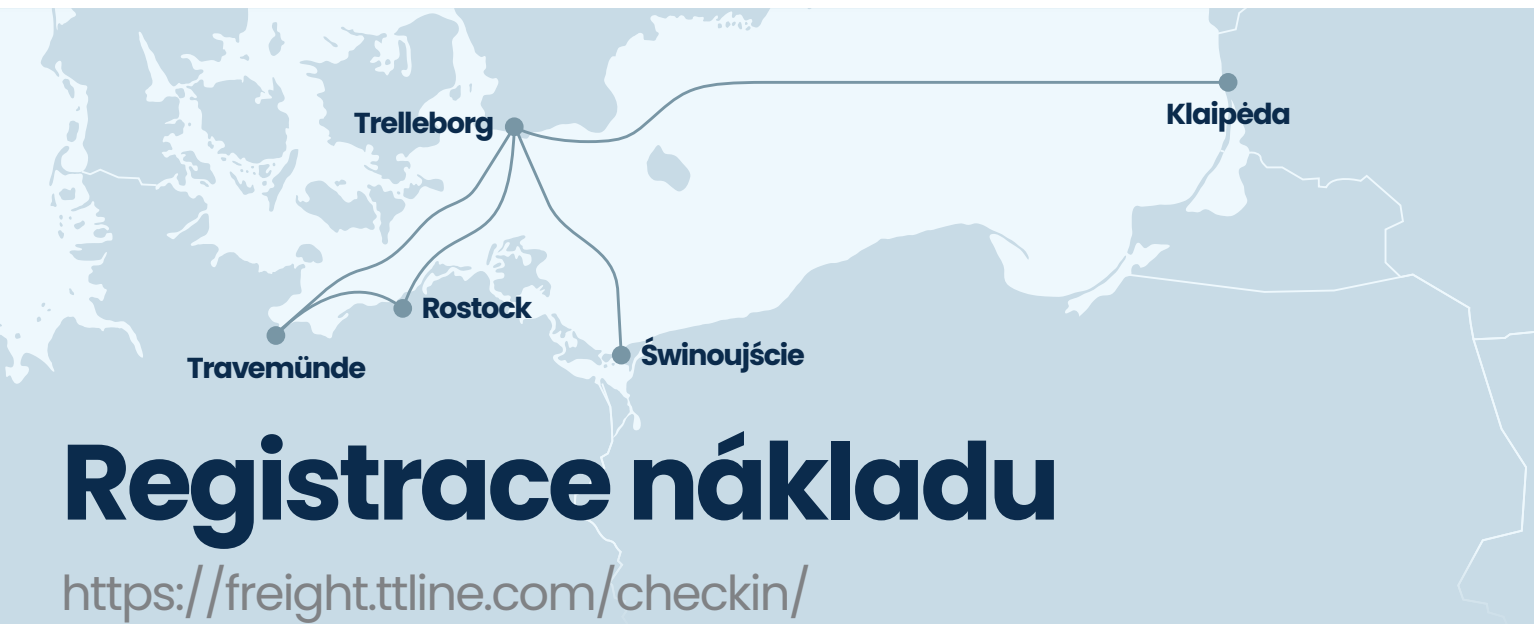 Klaipėda
Trelleborg
Rostock
Świnoujście
Travemünde
Registrace nákladu
https://freight.ttline.com/checkin/